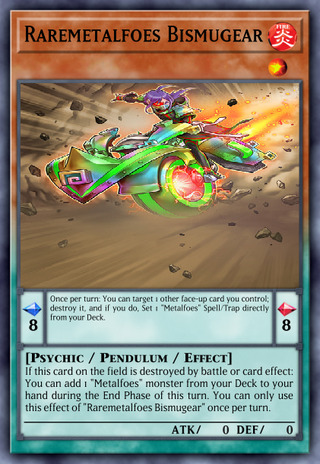 Raremetalfoes Bismugear
FIRE
炎
Once per turn: You can target 1 other face-up card you control;
destroy it, and if you do, Set 1 "Metalfoes" Spell/Trap directly
from your Deck.
8
8
[Psychic / Pendulum / Effect]
If this card on the field is destroyed by battle or card effect:
You can add 1 "Metalfoes" monster from your Deck to your
hand during the End Phase of this turn. You can only use
this effect of "Raremetalfoes Bismugear" once per turn.
ATK/ 0 DEF/ 0